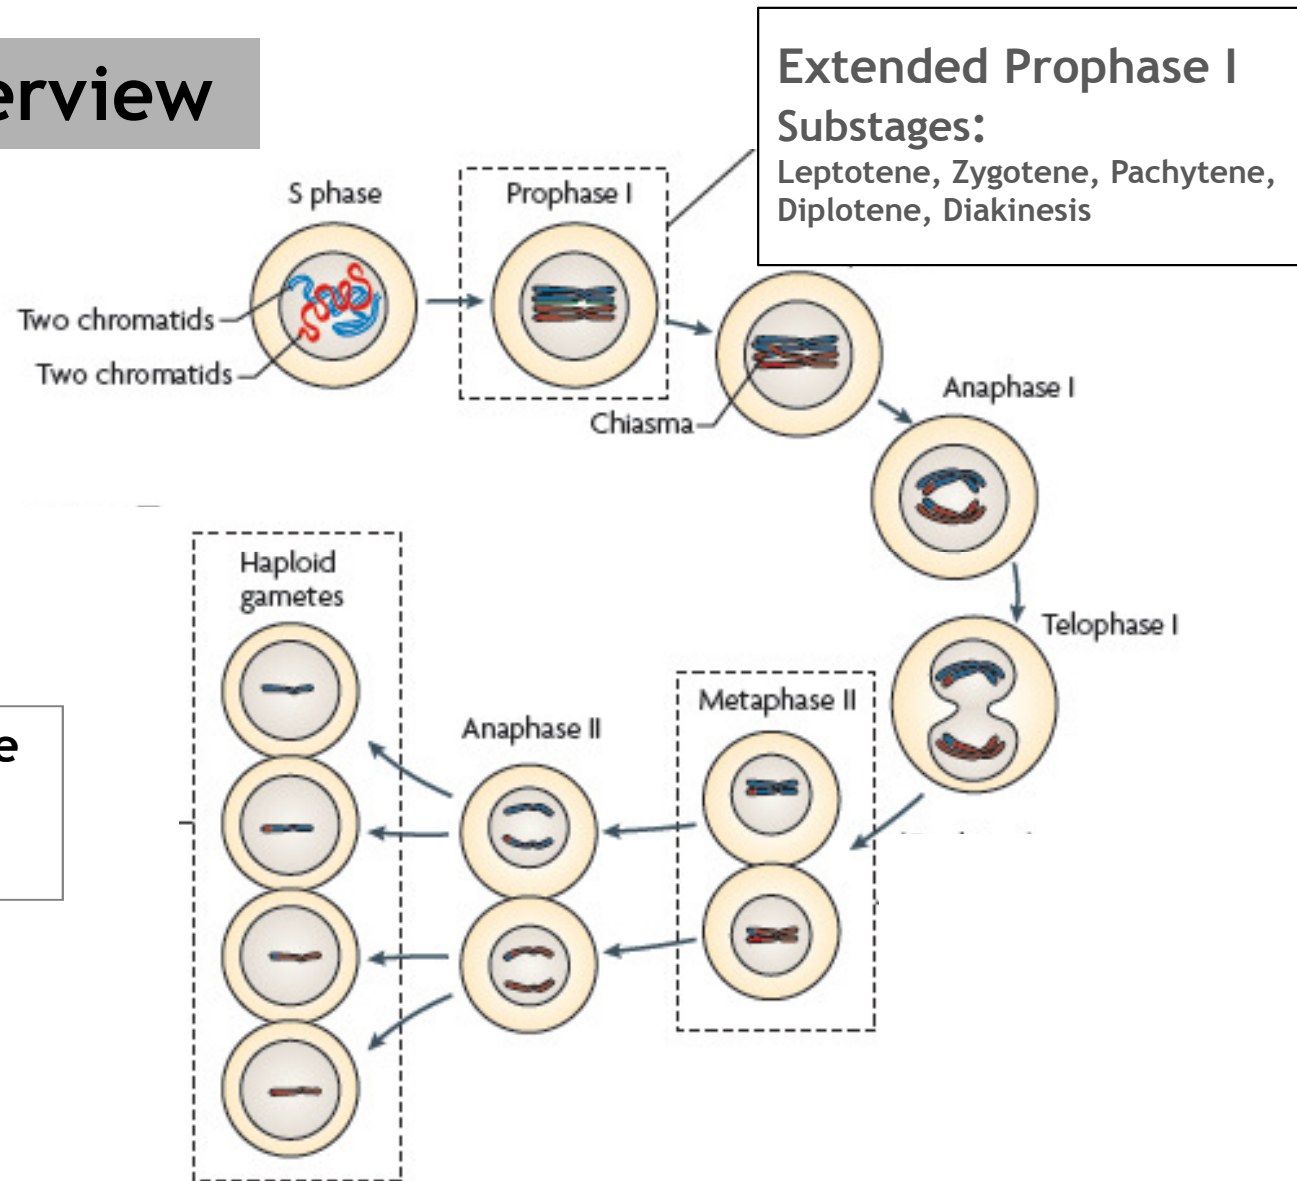 erview
Extended Prophase I
Substages:
Leptotene, Zygotene, Pachytene,
Diplotene, Diakinesis
S phase
Prophase I
Two chromatids
Two chromatids
Chiasma
Anaphase I
Telophase I
Haploid
gametes
Metaphase II
Anaphase II
e